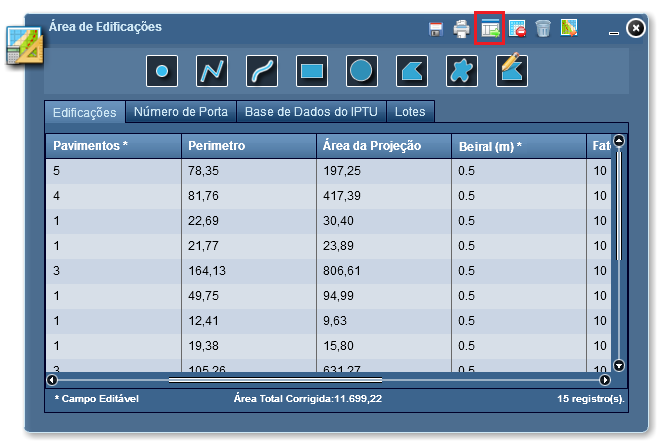 Área de Edificações
Edificações Número de Porta Base de Dados do IPTU Lotes
Pavimentos * Perimetro Área da Projeção Beiral (m) * Fat
5 78,35 197,25 0.5 10
4 81,76 417,39 0.5 10
1 22,69 30,40 0.5 10
1 21,77 23,89 0.5 10
3 164,13 806,61 0.5 10
1 49,75 94,99 0.5 10
1 12,41 9,63 0.5 10
1 19,38 15,80 0.5 10
3 105,26 631,27 0.5 10
* Campo Editável Área Total Corrigida:11.699,22 15 registro(s).